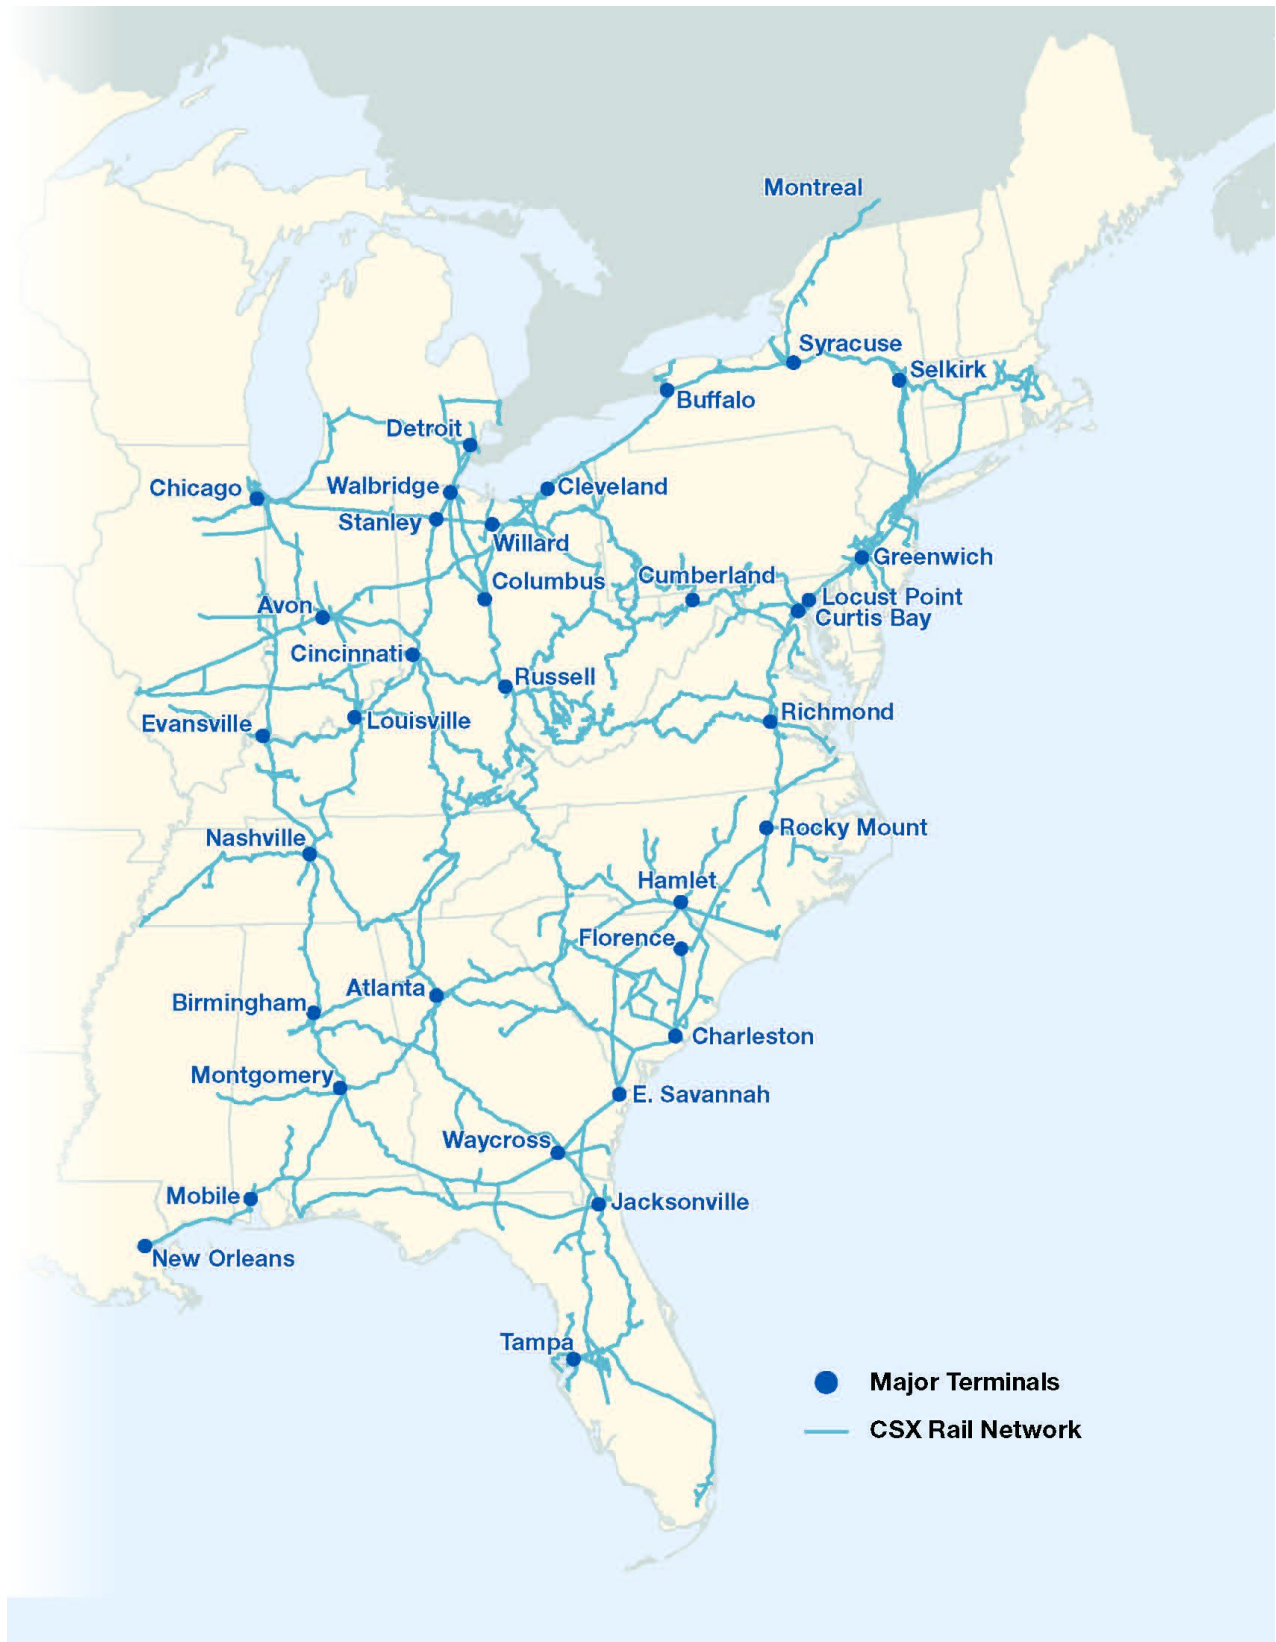 Montreal
Syracuse
Selkirk
Buffalo
Detroit
Chicago
Walbridge
Cleveland
Stanley
Willard
Greenwich
Columbus
Cumberland
Avon
Locust Point
Curtis Bay
Cincinnati
Russell
Evansville
Louisville
Richmond
Nashville
Rocky Mount
Hamlet
Florence
Atlanta
Birmingham
Charleston
Montgomery
E. Savannah
Waycross
Mobile
Jacksonville
New Orleans
Tampa
Major Terminals
CSX Rail Network